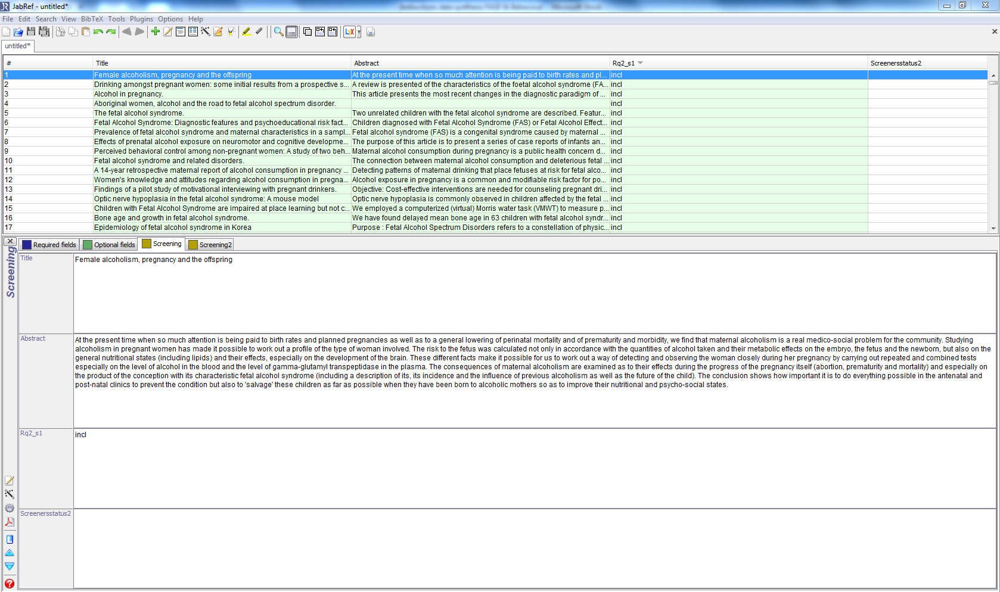 JabRef - untitled*
File Edit Search View BibTeX Tools Plugins Options Help
untitled*
# Title Abstract Rq2_s1 Screenersstatus2
1 Female alcoholism, pregnancy and the offspring At the present time when so much attention is being paid to birth rates and pl... incl
2 Drinking amongst pregnant women: some initial results from a prospective s... A review is presented of the characteristics of the foetal alcohol syndrome (FA... incl
3 Alcohol in pregnancy. This article presents the most recent changes in the diagnostic paradigm of ... incl
4 Aboriginal women, alcohol and the road to fetal alcohol spectrum disorder. incl
5 The fetal alcohol syndrome. Two unrelated children with the fetal alcohol syndrome are described. Featur... incl
6 Fetal Alcohol Syndrome: Diagnostic features and psychoeducational risk fact... Children diagnosed with Fetal Alcohol Syndrome (FAS) or Fetal Alcohol Effect... incl
7 Prevalence of fetal alcohol syndrome and maternal characteristics in a sampl... Fetal alcohol syndrome (FAS) is a congenital syndrome caused by maternal ... incl
8 Effects of prenatal alcohol exposure on neuromotor and cognitive developme... The purpose of this article is to present a series of case reports of infants an... incl
9 Perceived behavioral control among non-pregnant women: A study of two beh... Maternal alcohol consumption during pregnancy is a public health concern d... incl
10 Fetal alcohol syndrome and related disorders. The connection between maternal alcohol consumption and deleterious fetal ... incl
11 A 14-year retrospective maternal report of alcohol consumption in pregnancy ... Detecting patterns of maternal drinking that place fetuses at risk for fetal alco... incl
12 Women's knowledge and attitudes regarding alcohol consumption in pregna... Alcohol exposure in pregnancy is a common and modifiable risk factor for po... incl
13 Findings of a pilot study of motivational interviewing with pregnant drinkers. Objective: Cost-effective interventions are needed for counseling pregnant dri... incl
14 Optic nerve hypoplasia in the fetal alcohol syndrome: A mouse model Optic nerve hypoplasia is commonly observed in children affected by the fetal ... incl
15 Children with Fetal Alcohol Syndrome are impaired at place learning but not c... We employed a computerized (virtual) Morris water task (VMWT) to measure p... incl
16 Bone age and growth in fetal alcohol syndrome. We have found delayed mean bone age in 63 children with fetal alcohol syndr... incl
17 Epidemiology of fetal alcohol syndrome in Korea Purpose : Fetal Alcohol Spectrum Disorders refers to a constellation of physic... incl
Screening
Required fields Optional fields Screening Screening2
Title
Female alcoholism, pregnancy and the offspring
Abstract
At the present time when so much attention is being paid to birth rates and planned pregnancies as well as to a general lowering of perinatal mortality and of prematurity and morbidity, we find that maternal alcoholism is a real medico-social problem for the community. Studying
alcoholism in pregnant women has made it possible to work out a profile of the type of woman involved. The risk to the fetus was calculated not only in accordance with the quantities of alcohol taken and their metabolic effects on the embryo, the fetus and the newborn, but also on the
general nutritional states (including lipids) and their effects, especially on the development of the brain. These different facts make it possible for us to work out a way of detecting and observing the woman closely during her pregnancy by carrying out repeated and combined tests
especially on the level of alcohol in the blood and the level of gamma-glutamyl transpeptidase in the plasma. The consequences of maternal alcoholism are examined as to their effects during the progress of the pregnancy itself (abortion, prematurity and mortality) and especially on
the product of the conception with its characteristic fetal alcohol syndrome (including a description of its, its incidence and the influence of previous alcoholism as well as the future of the child). The conclusion shows how important it is to do everything possible in the antenatal and
post-natal clinics to prevent the condition but also to 'salvage' these children as far as possible when they have been born to alcoholic mothers so as to improve their nutritional and psycho-social states.
Rq2_s1
incl
Screenersstatus2